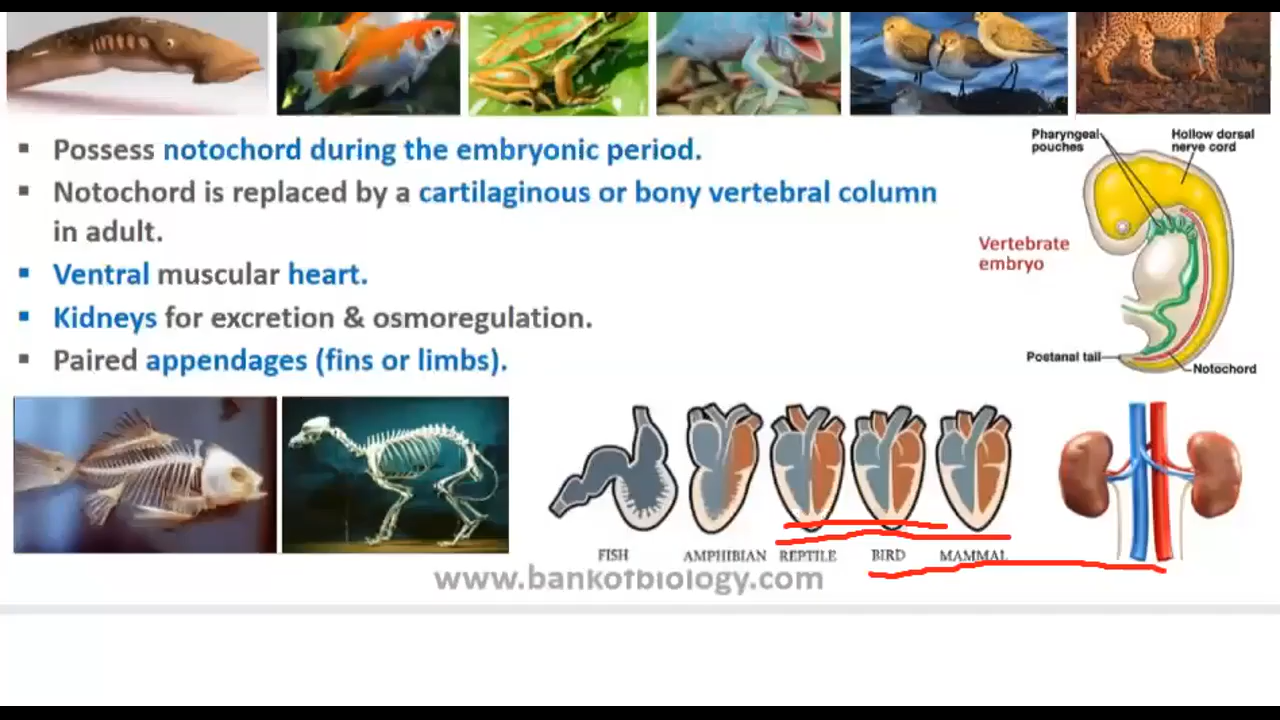 Pharyngeal
pouches
Hollow dorsal
nerve cord
▪ Possess notochord during the embryonic period.
▪ Notochord is replaced by a cartilaginous or bony vertebral column
in adult.
Vertebrate
embryo
▪ Ventral muscular heart.
▪ Kidneys for excretion & osmoregulation.
▪ Paired appendages (fins or limbs).
Postanal tail
Notochord
FISH AMPHIBIAN REPTILE BIRD MAMMAL
www.bankofbiology.com